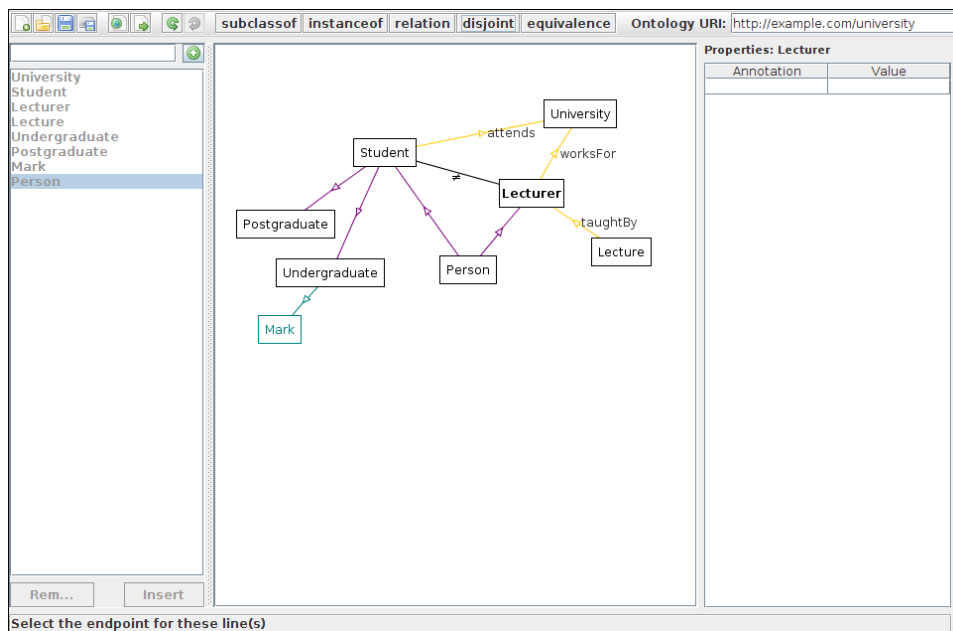 subclassof instanceof relation disjoint equivalence Ontology URI: http://example.com/university
University
Student
Lecturer
Lecture
Undergraduate
Postgraduate
Mark
Person
Rem... Insert
University
attends
Student
worksFor
≠
Lecturer
Postgraduate
taughtBy
Lecture
Person
Undergraduate
Mark
Properties: Lecturer
Annotation Value
Select the endpoint for these line(s)